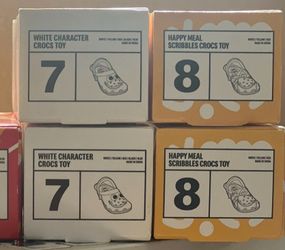 WHITE CHARACTER
CROCS TOY
7
HAPPY MEAL
SCRIBBLES CROCS TOY
8
WHITE CHARACTER
CROCS TOY
7
HAPPY MEAL
SCRIBBLES CROCS TOY
8